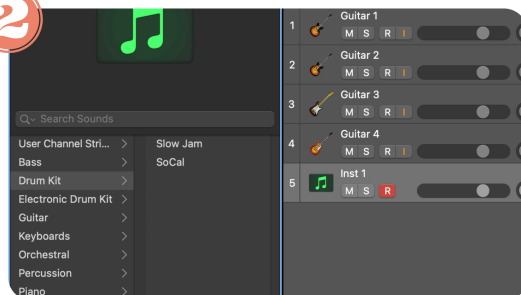 2
Search Sounds
User Channel Stri...
Bass
Drum Kit
Electronic Drum Kit
Guitar
Keyboards
Orchestral
Percussion
Piano
Slow Jam
SoCal
1
Guitar 1
M S R I
2
Guitar 2
M S R I
3
Guitar 3
M S R I
4
Guitar 4
M S R I
5
Inst 1
M S R